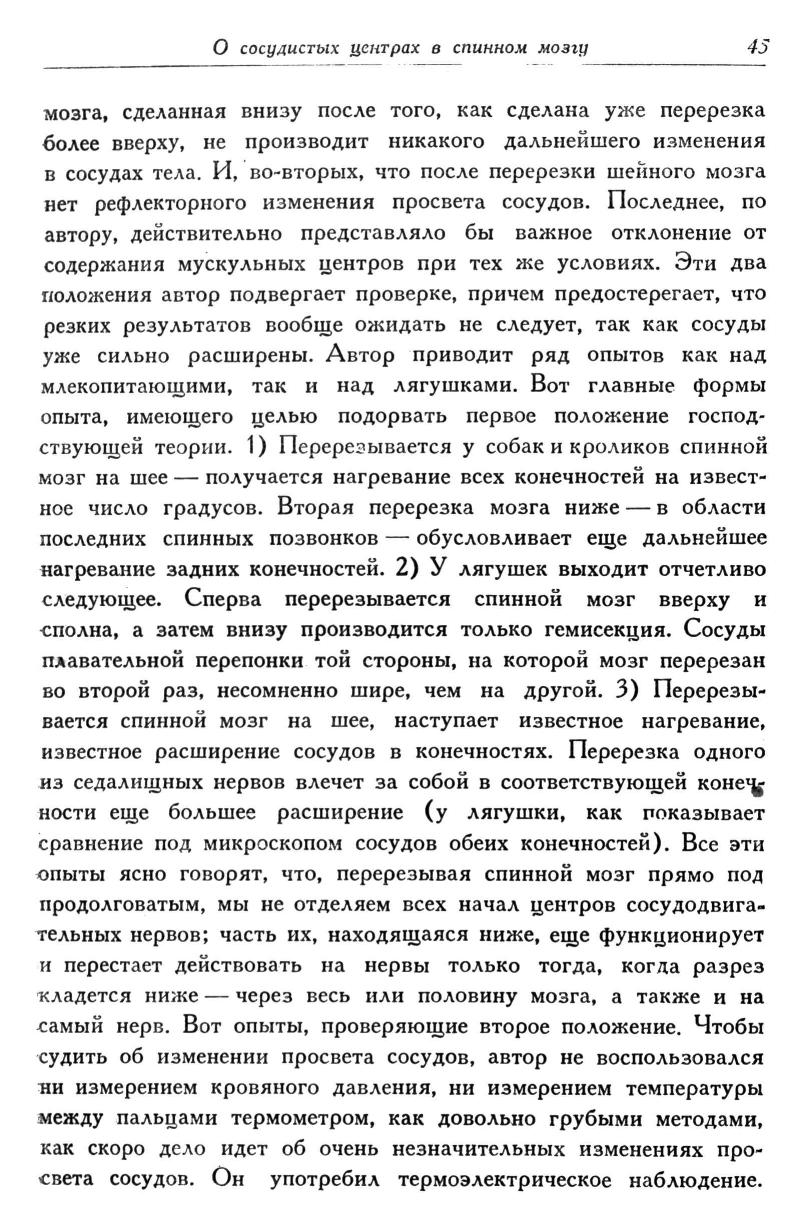 О сосудистых центрах в спинном мозгу 45
мозга, сделанная внизу после того, как сделана уже перерезка
более вверху, не производит никакого дальнейшего изменения
в сосудах тела. И, во-вторых, что после перерезки шейного мозга
нет рефлекторного изменения просвета сосудов. Последнее, по
автору, действительно представляло бы важное отклонение от
содержания мускульных центров при тех же условиях. Эти два
положения автор подвергает проверке, причем предостерегает, что
резких результатов вообще ожидать не следует, так как сосуды
уже сильно расширены. Автор приводит ряд опытов как над
млекопитающими, так и над лягушками. Вот главные формы
опыта, имеющего целью подорвать первое положение господ-
ствующей теории. 1) Перерезывается у собак и кроликов спинной
мозг на шее — получается нагревание всех конечностей на извест-
ное число градусов. Вторая перерезка мозга ниже — в области
последних спинных позвонков — обусловливает еще дальнейшее
нагревание задних конечностей. 2) У лягушек выходит отчетливо
следующее. Сперва перерезывается спинной мозг вверху и
сполна, а затем внизу производится только гемисекция. Сосуды
плавательной перепонки той стороны, на которой мозг перерезан
во второй раз, несомненно шире, чем на другой. 3) Перерезы-
вается спинной мозг на шее, наступает известное нагревание,
известное расширение сосудов в конечностях. Перерезка одного
из седалищных нервов влечет за собой в соответствующей конеч-
ности еще большее расширение (у лягушки, как показывает
сравнение под микроскопом сосудов обеих конечностей). Все эти
опыты ясно говорят, что, перерезывая спинной мозг прямо под
продолговатым, мы не отделяем всех начал центров сосудодвига-
тельных нервов; часть их, находящаяся ниже, еще функционирует
и перестает действовать на нервы только тогда, когда разрез
кладется ниже — через весь или половину мозга, а также и на
самый нерв. Вот опыты, проверяющие второе положение. Чтобы
судить об изменении просвета сосудов, автор не воспользовался
ни измерением кровяного давления, ни измерением температуры
между пальцами термометром, как довольно грубыми методами,
как скоро дело идет об очень незначительных изменениях про-
света сосудов. Он употребил термоэлектрическое наблюдение.